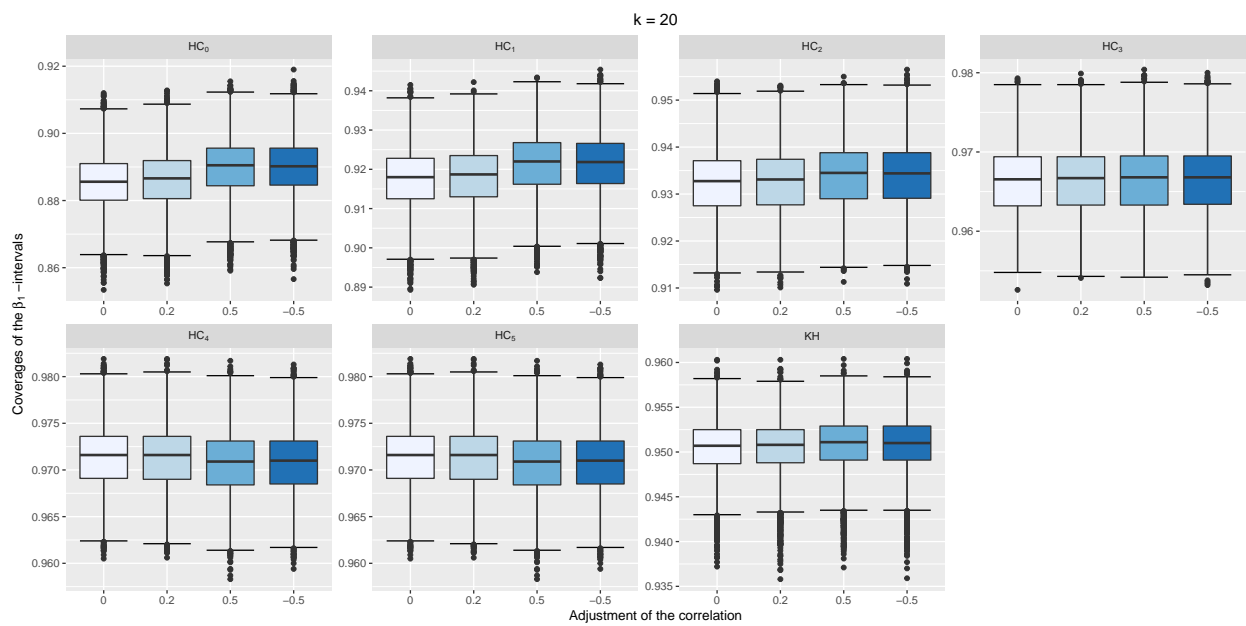 k = 20
Coverages of the β₁ −intervals
HC₀
0.92
0.90
0.88
0.86
0 0.2 0.5 −0.5
HC₁
0.94
0.93
0.92
0.91
0.90
0.89
0 0.2 0.5 −0.5
HC₂
0.95
0.94
0.93
0.92
0.91
0 0.2 0.5 −0.5
HC₃
0.98
0.97
0.96
0 0.2 0.5 −0.5
HC₄
0.980
0.975
0.970
0.965
0.960
0 0.2 0.5 −0.5
HC₅
0.980
0.975
0.970
0.965
0.960
0 0.2 0.5 −0.5
KH
0.960
0.955
0.950
0.945
0.940
0.935
0 0.2 0.5 −0.5
Adjustment of the correlation